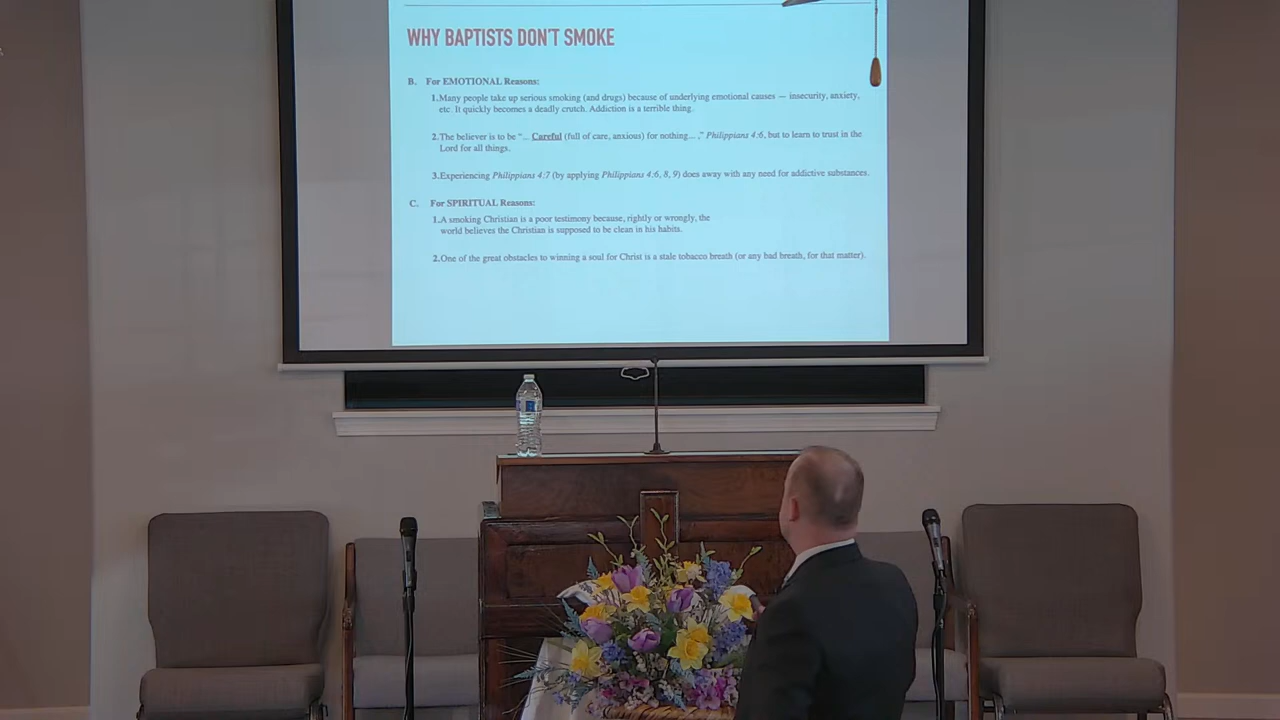 WHY BAPTISTS DON'T SMOKE
B. For EMOTIONAL Reasons:
1.Many people take up serious smoking (and drugs) because of underlying emotional causes — insecurity, anxiety,
etc. It quickly becomes a deadly crutch. Addiction is a terrible thing.
2.The believer is to be "... Careful (full of care, anxious) for nothing... ," Philippians 4:6, but to learn to trust in the
Lord for all things.
3.Experiencing Philippians 4:7 (by applying Philippians 4:6, 8, 9) does away with any need for addictive substances.
C. For SPIRITUAL Reasons:
1.A smoking Christian is a poor testimony because, rightly or wrongly, the
world believes the Christian is supposed to be clean in his habits.
2.One of the great obstacles to winning a soul for Christ is a stale tobacco breath (or any bad breath, for that matter).